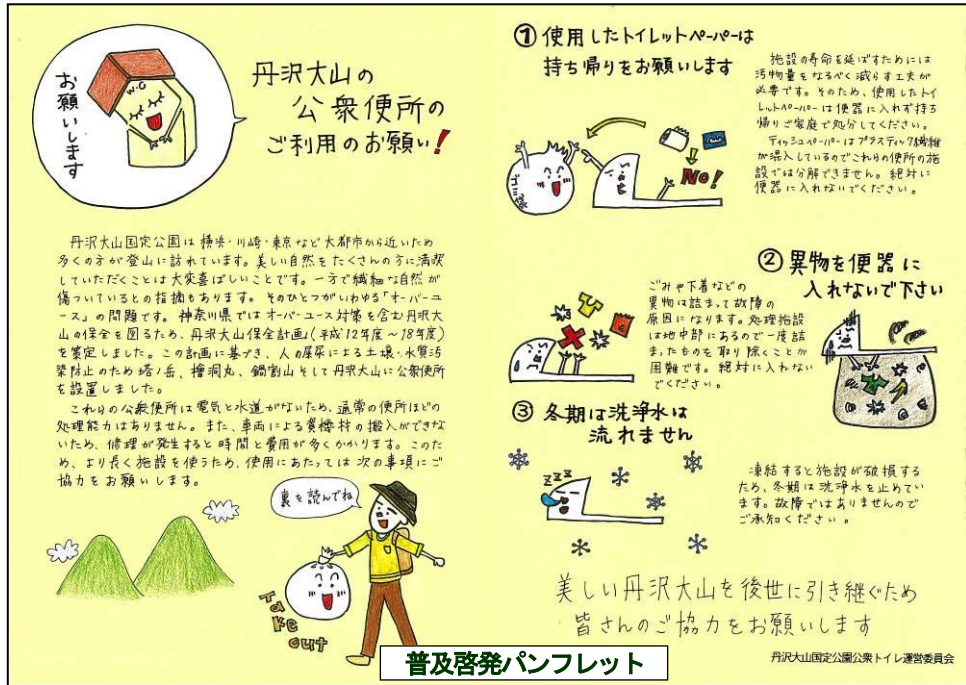 お願いします
W.C
丹沢大山の
公衆便所の
ご利用のお願い!
丹沢大山国定公園は横浜・川崎・東京など大都市から近いため
多くの方が登山に訪れています。美しい自然をたくさんの方に満喫
していただくことは大変喜ばしいことです。一方で繊細な自然が
傷ついているとの指摘もあります。そのひとつがいわゆる「オーバーユ
ース」の問題です。神奈川県ではオーバーユース対策を含む丹沢大
山の保全を図るため、丹沢大山保全計画(平成12年度~18年度)
を策定しました。この計画に基づき、人の屎尿による土壌・水質汚
染防止のため塔ノ岳、檜洞丸、鍋割山そして丹沢大山に公衆便所
を設置しました。
これらの公衆便所は電気と水道がないため、通常の便所ほどの
処理能力はありません。また、車両による資機材の搬入ができな
いため、修理が発生すると時間と費用が多くかかります。このた
め、より長く施設を使うため、使用にあたっては次の事項にご
協力をお願いします。
裏を読んでね
Take
out
①使用したトイレットペーパーは
持ち帰りをお願いします
施設の寿命を延ばすためには
汚物量をなるべく減らす工夫が
必要です。そのため、使用したトイ
レットペーパーは便器に入れず持ち
帰りご家庭で処分してください。
ティッシュペーパーはプラスティック繊維
が混入しているのでこれらの便所の施
設では分解できません。絶対に
便器に入れないでください。
NO!
②異物を便器に
入れないで下さい
ごみや下着などの
異物は詰まって故障の
原因になります。処理施設
は地中部にあるので一度詰
まったものを取り除くことが
困難です。絶対に入れない
でください。
③冬期は洗浄水は
流れません
zzz
凍結すると施設が破損する
ため、冬期は洗浄水を止めてい
ます。故障ではありませんので
ご承知ください。
美しい丹沢大山を後世に引き継ぐため
皆さんのご協力をお願いします
丹沢大山国定公園公衆トイレ運営委員会
普及啓発パンフレット